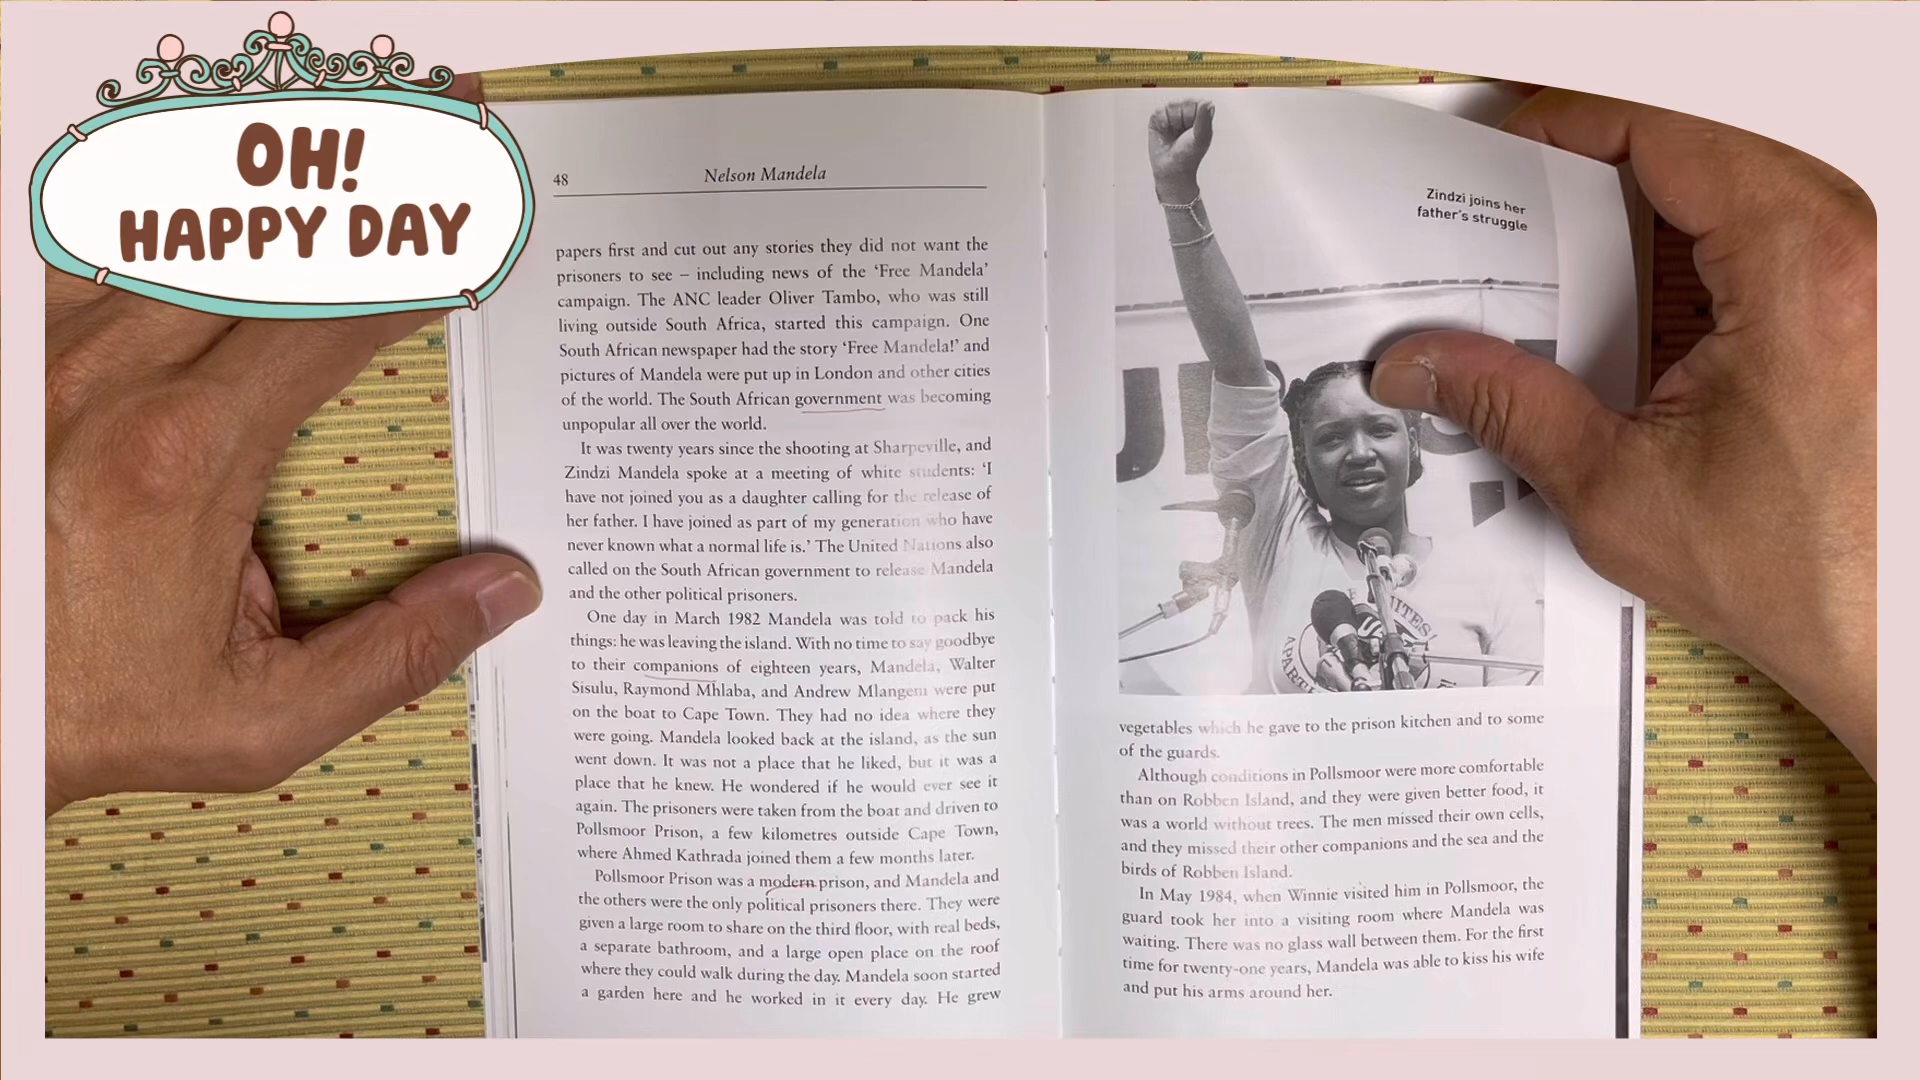 OH!
HAPPY DAY
48
Nelson Mandela
papers first and cut out any stories they did not want the
prisoners to see – including news of the ‘Free Mandela’
campaign. The ANC leader Oliver Tambo, who was still
living outside South Africa, started this campaign. One
South African newspaper had the story ‘Free Mandela!’ and
pictures of Mandela were put up in London and other cities
of the world. The South African government was becoming
unpopular all over the world.
It was twenty years since the shooting at Sharpeville, and
Zindzi Mandela spoke at a meeting of white students: ‘I
have not joined you as a daughter calling for the release of
her father. I have joined as part of my generation who have
never known what a normal life is.’ The United Nations also
called on the South African government to release Mandela
and the other political prisoners.
One day in March 1982 Mandela was told to pack his
things: he was leaving the island. With no time to say goodbye
to their companions of eighteen years, Mandela, Walter
Sisulu, Raymond Mhlaba, and Andrew Mlangeni were put
on the boat to Cape Town. They had no idea where they
were going. Mandela looked back at the island, as the sun
went down. It was not a place that he liked, but it was a
place that he knew. He wondered if he would ever see it
again. The prisoners were taken from the boat and driven to
Pollsmoor Prison, a few kilometres outside Cape Town,
where Ahmed Kathrada joined them a few months later.
Pollsmoor Prison was a modern prison, and Mandela and
the others were the only political prisoners there. They were
given a large room to share on the third floor, with real beds,
a separate bathroom, and a large open place on the roof
where they could walk during the day. Mandela soon started
a garden here and he worked in it every day. He grew
Zindzi joins her
father’s struggle
vegetables which he gave to the prison kitchen and to some
of the guards.
Although conditions in Pollsmoor were more comfortable
than on Robben Island, and they were given better food, it
was a world without trees. The men missed their own cells,
and they missed their other companions and the sea and the
birds of Robben Island.
In May 1984, when Winnie visited him in Pollsmoor, the
guard took her into a visiting room where Mandela was
waiting. There was no glass wall between them. For the first
time for twenty-one years, Mandela was able to kiss his wife
and put his arms around her.